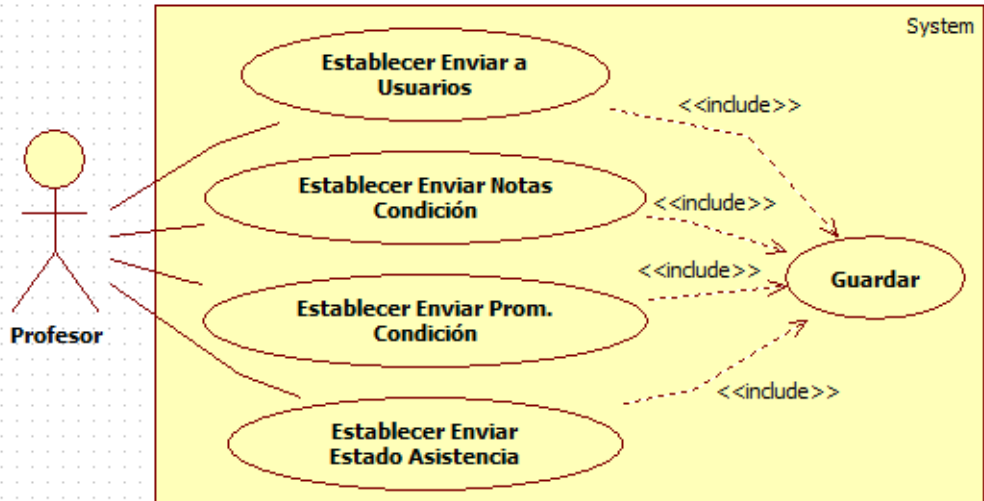 System
Establecer Enviar a
Usuarios
<<include>>
Establecer Enviar Notas
Condición
<<include>>
<<include>>
Guardar
Establecer Enviar Prom.
Condición
Profesor
<<include>>
Establecer Enviar
Estado Asistencia